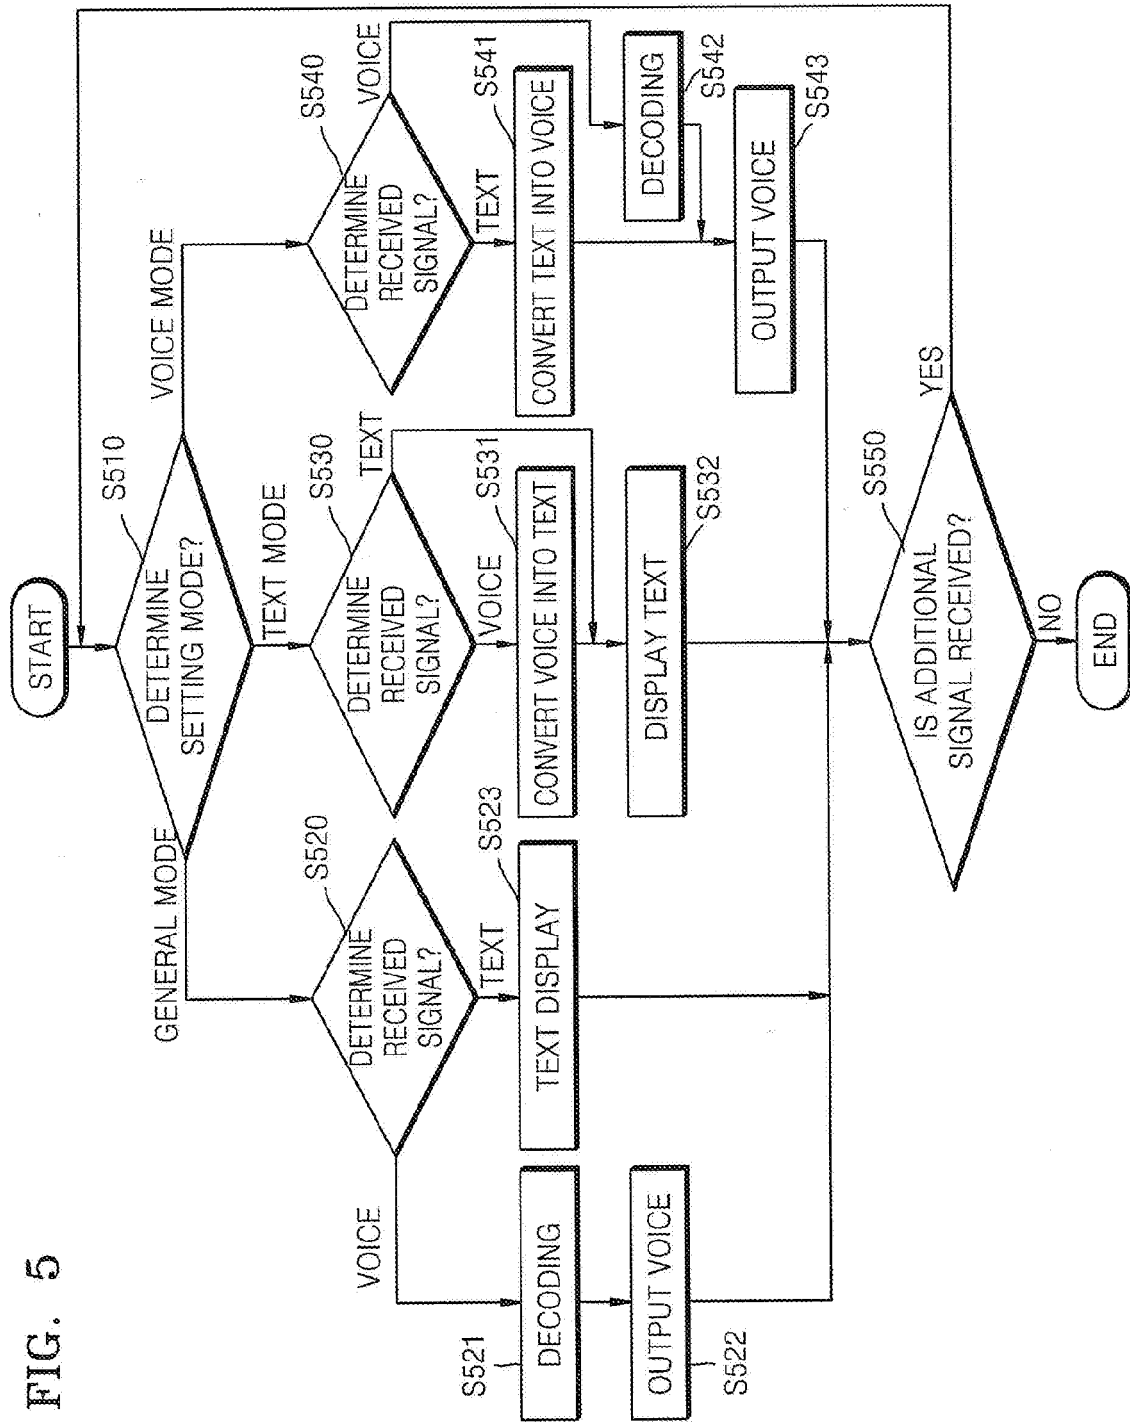 FIG. 5
START
S510
DETERMINE
SETTING MODE?
GENERAL MODE
TEXT MODE
VOICE MODE
S520
DETERMINE
RECEIVED
SIGNAL?
VOICE
TEXT
S530
DETERMINE
RECEIVED
SIGNAL?
TEXT
VOICE
S540
DETERMINE
RECEIVED
SIGNAL?
VOICE
TEXT
S521
DECODING
S523
TEXT DISPLAY
S531
CONVERT VOICE INTO TEXT
S541
CONVERT TEXT INTO VOICE
OUTPUT VOICE
S522
DISPLAY TEXT
S532
DECODING
S542
OUTPUT VOICE
S543
S550
IS ADDITIONAL
SIGNAL RECEIVED?
YES
NO
END